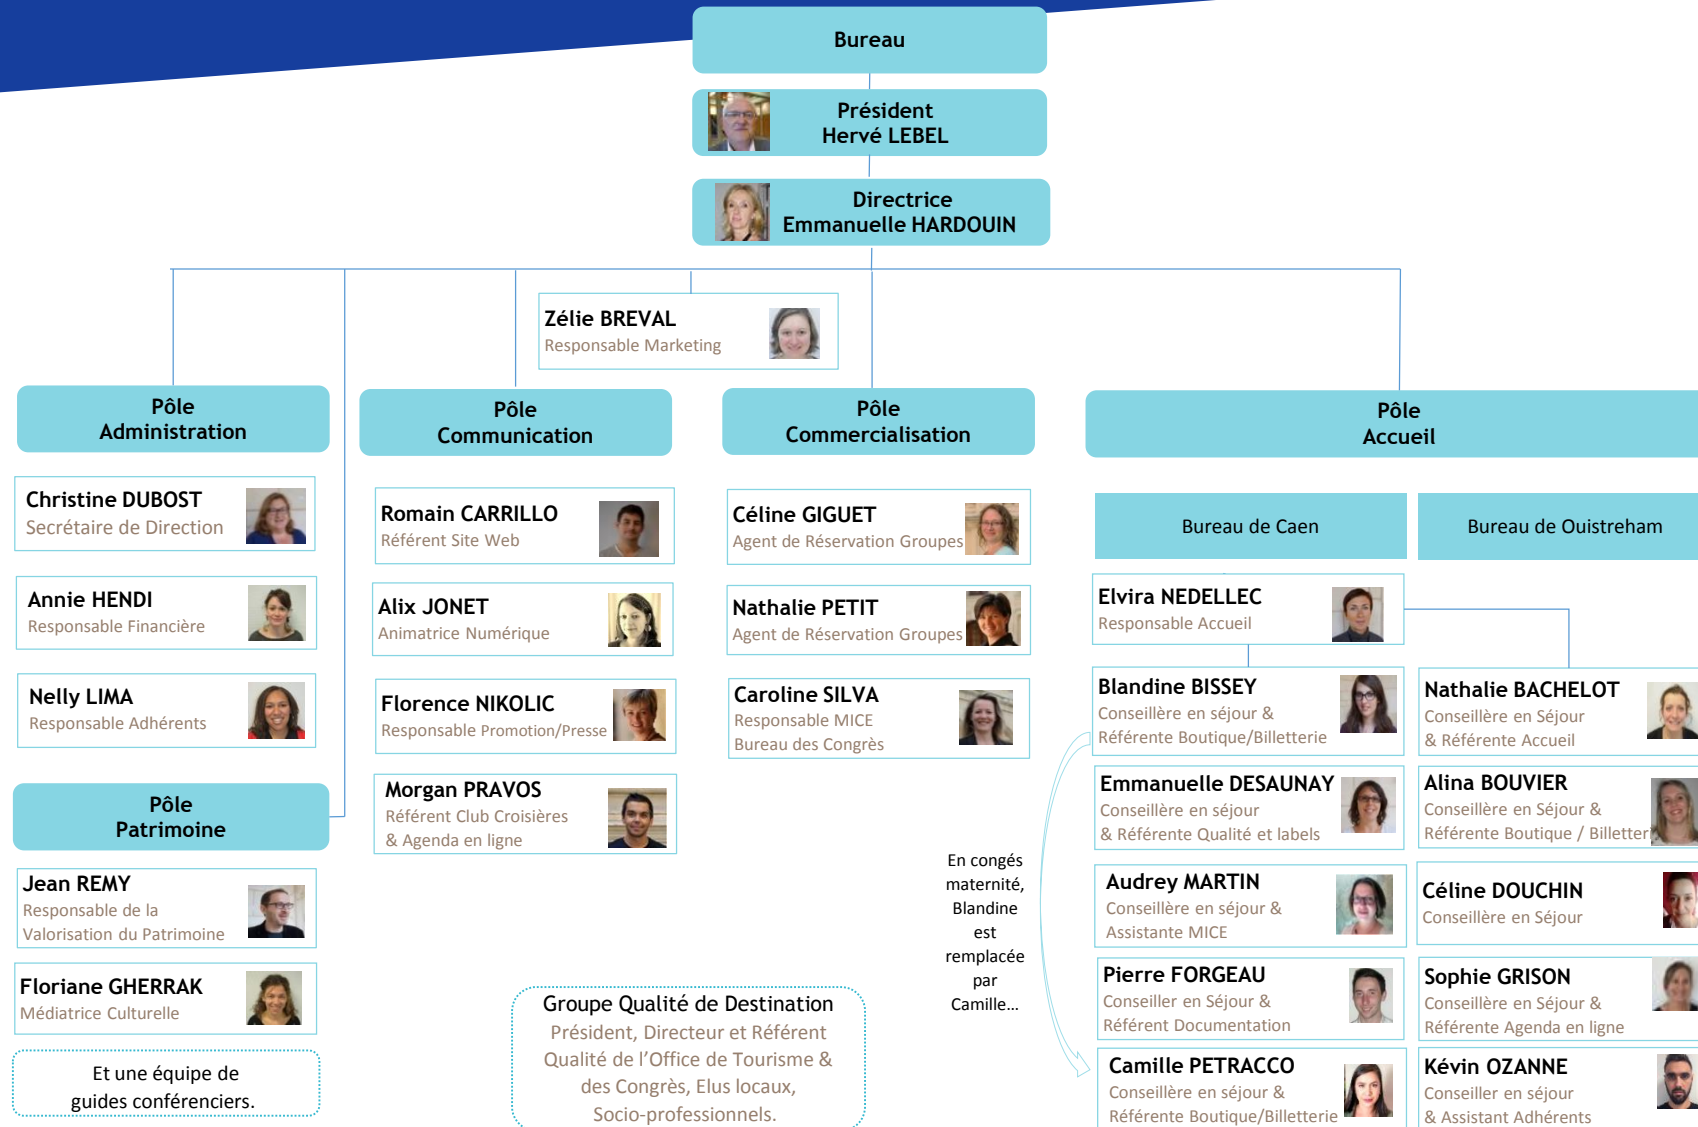 Bureau
Président
Hervé LEBEL
Directrice
Emmanuelle HARDOUIN
Zélie BREVAL
Responsable Marketing
Pôle
Administration
Christine DUBOST
Secrétaire de Direction
Annie HENDI
Responsable Financière
Nelly LIMA
Responsable Adhérents
Pôle
Patrimoine
Jean REMY
Responsable de la
Valorisation du Patrimoine
Floriane GHERRAK
Médiatrice Culturelle
Et une équipe de
guides conférenciers.
Pôle
Communication
Romain CARRILLO
Référent Site Web
Alix JONET
Animatrice Numérique
Florence NIKOLIC
Responsable Promotion/Presse
Morgan PRAVOS
Référent Club Croisières
& Agenda en ligne
Groupe Qualité de Destination
Président, Directeur et Référent
Qualité de l’Office de Tourisme &
des Congrès, Elus locaux,
Socio-professionnels.
Pôle
Commercialisation
Céline GIGUET
Agent de Réservation Groupes
Nathalie PETIT
Agent de Réservation Groupes
Caroline SILVA
Responsable MICE
Bureau des Congrès
Pôle
Accueil
Bureau de Caen
Elvira NEDELLEC
Responsable Accueil
Blandine BISSEY
Conseillère en séjour &
Référente Boutique/Billetterie
Emmanuelle DESAUNAY
Conseillère en séjour
& Référente Qualité et labels
Audrey MARTIN
Conseillère en séjour &
Assistante MICE
Pierre FORGEAU
Conseiller en Séjour &
Référent Documentation
Camille PETRACCO
Conseillère en séjour &
Référente Boutique/Billetterie
En congés
maternité,
Blandine
est
remplacée
par
Camille…
Bureau de Ouistreham
Nathalie BACHELOT
Conseillère en Séjour
& Référente Accueil
Alina BOUVIER
Conseillère en Séjour &
Référente Boutique / Billetteri
Céline DOUCHIN
Conseillère en Séjour
Sophie GRISON
Conseillère en Séjour &
Référente Agenda en ligne
Kévin OZANNE
Conseiller en séjour
& Assistant Adhérents